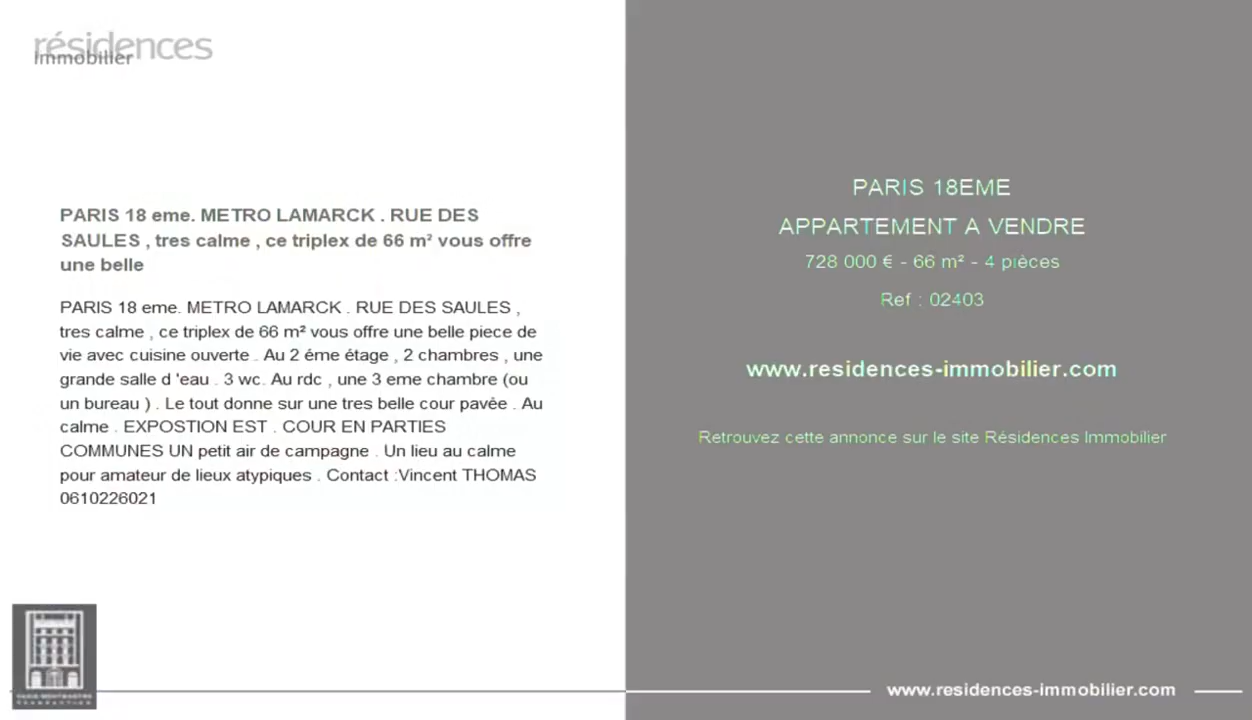 résidences
Immobilier
PARIS 18 eme. METRO LAMARCK . RUE DES
SAULES , tres calme , ce triplex de 66 m² vous offre
une belle
PARIS 18 eme. METRO LAMARCK . RUE DES SAULES ,
tres calme , ce triplex de 66 m² vous offre une belle piece de
vie avec cuisine ouverte . Au 2 éme étage , 2 chambres , une
grande salle d 'eau . 3 wc. Au rdc , une 3 eme chambre (ou
un bureau ) . Le tout donne sur une tres belle cour pavée . Au
calme . EXPOSTION EST . COUR EN PARTIES
COMMUNES UN petit air de campagne . Un lieu au calme
pour amateur de lieux atypiques . Contact :Vincent THOMAS
0610226021
PARIS 18EME
APPARTEMENT A VENDRE
728 000 € - 66 m² - 4 pièces
Ref : 02403
www.residences-immobilier.com
Retrouvez cette annonce sur le site Résidences Immobilier
PARIS-MONTMARTRE
TRANSACTION
www.residences-immobilier.com